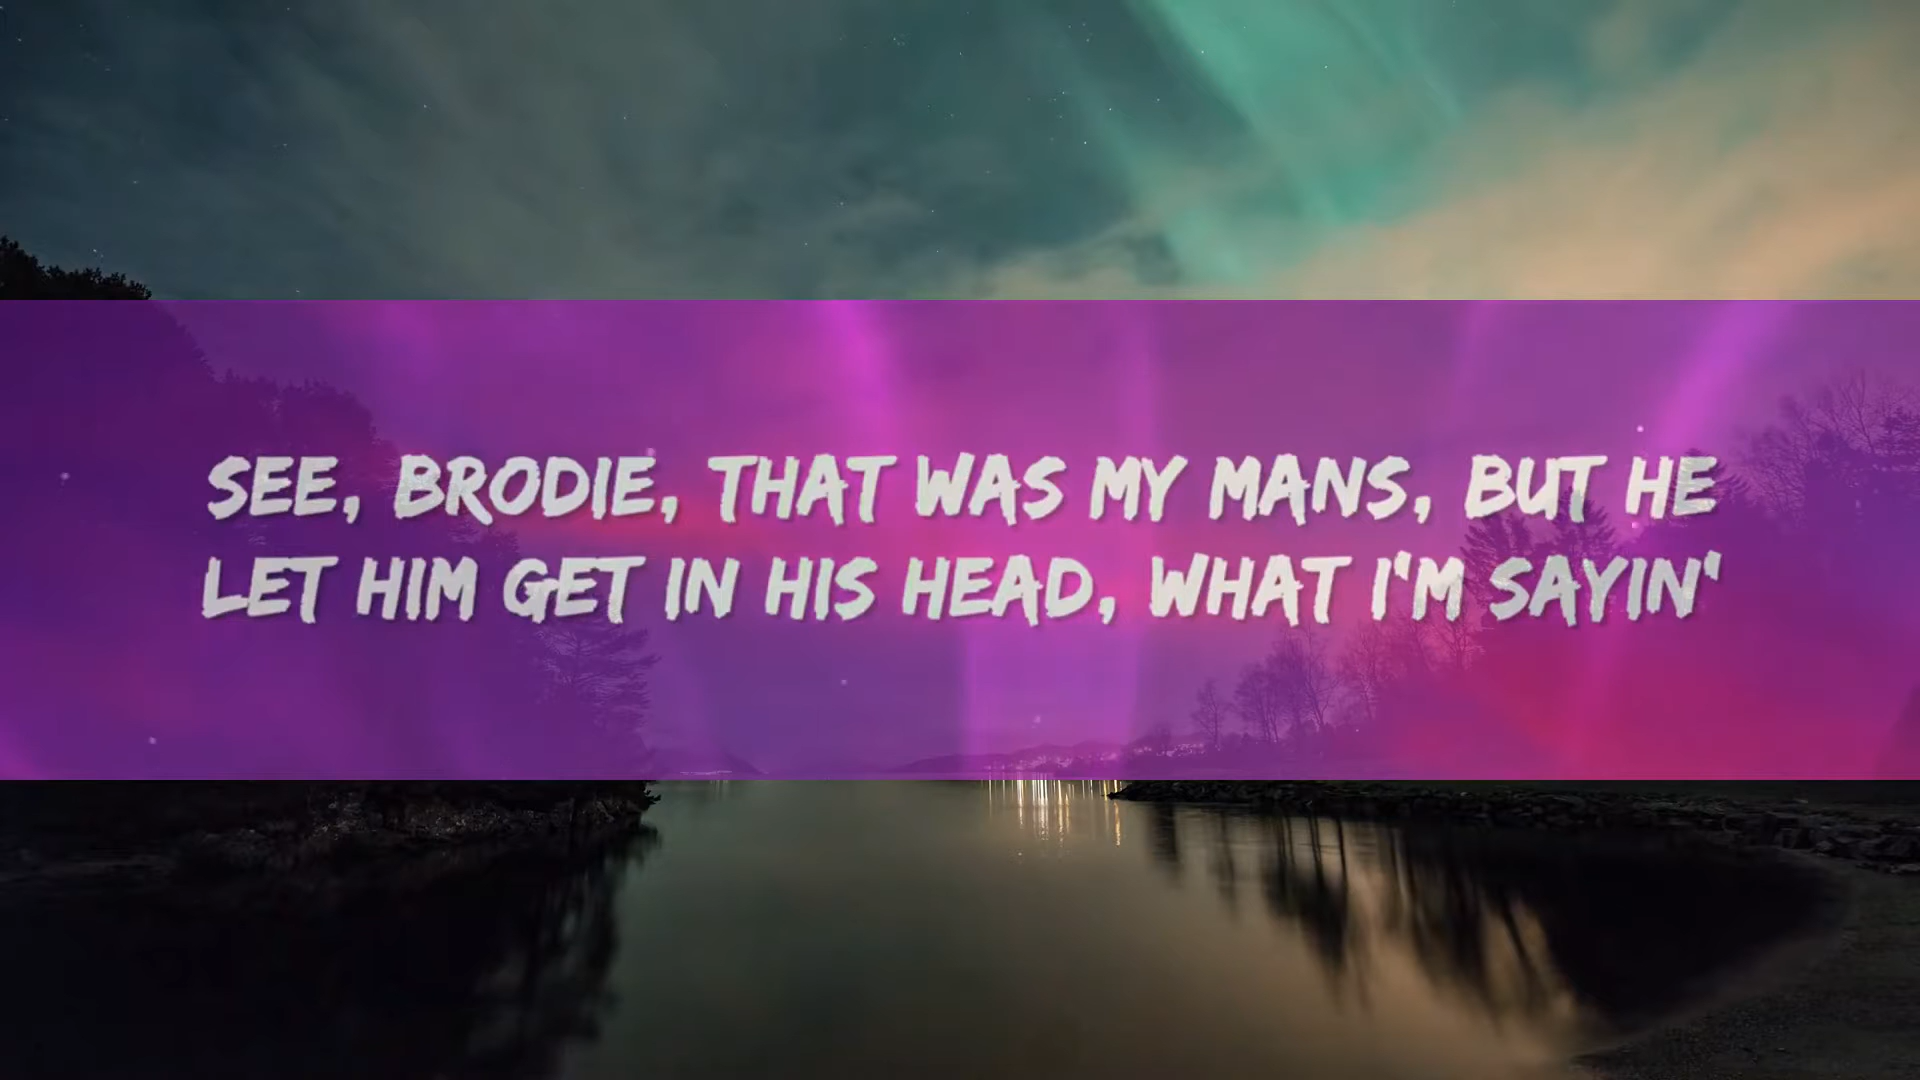 SEE, BRODIE, THAT WAS MY MANS, BUT HE
LET HIM GET IN HIS HEAD, WHAT I'M SAYIN'